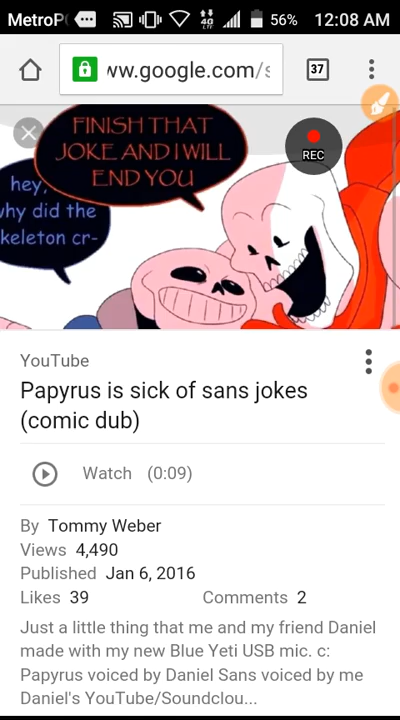 MetroP
4G
LTE
56%
12:08 AM
ww.google.com/s
37
FINISH THAT
JOKE AND I WILL
END YOU
REC
hey,
why did the
skeleton cr-
YouTube
Papyrus is sick of sans jokes
(comic dub)
Watch (0:09)
By Tommy Weber
Views 4,490
Published Jan 6, 2016
Likes 39 Comments 2
Just a little thing that me and my friend Daniel
made with my new Blue Yeti USB mic. c:
Papyrus voiced by Daniel Sans voiced by me
Daniel's YouTube/Soundclou...